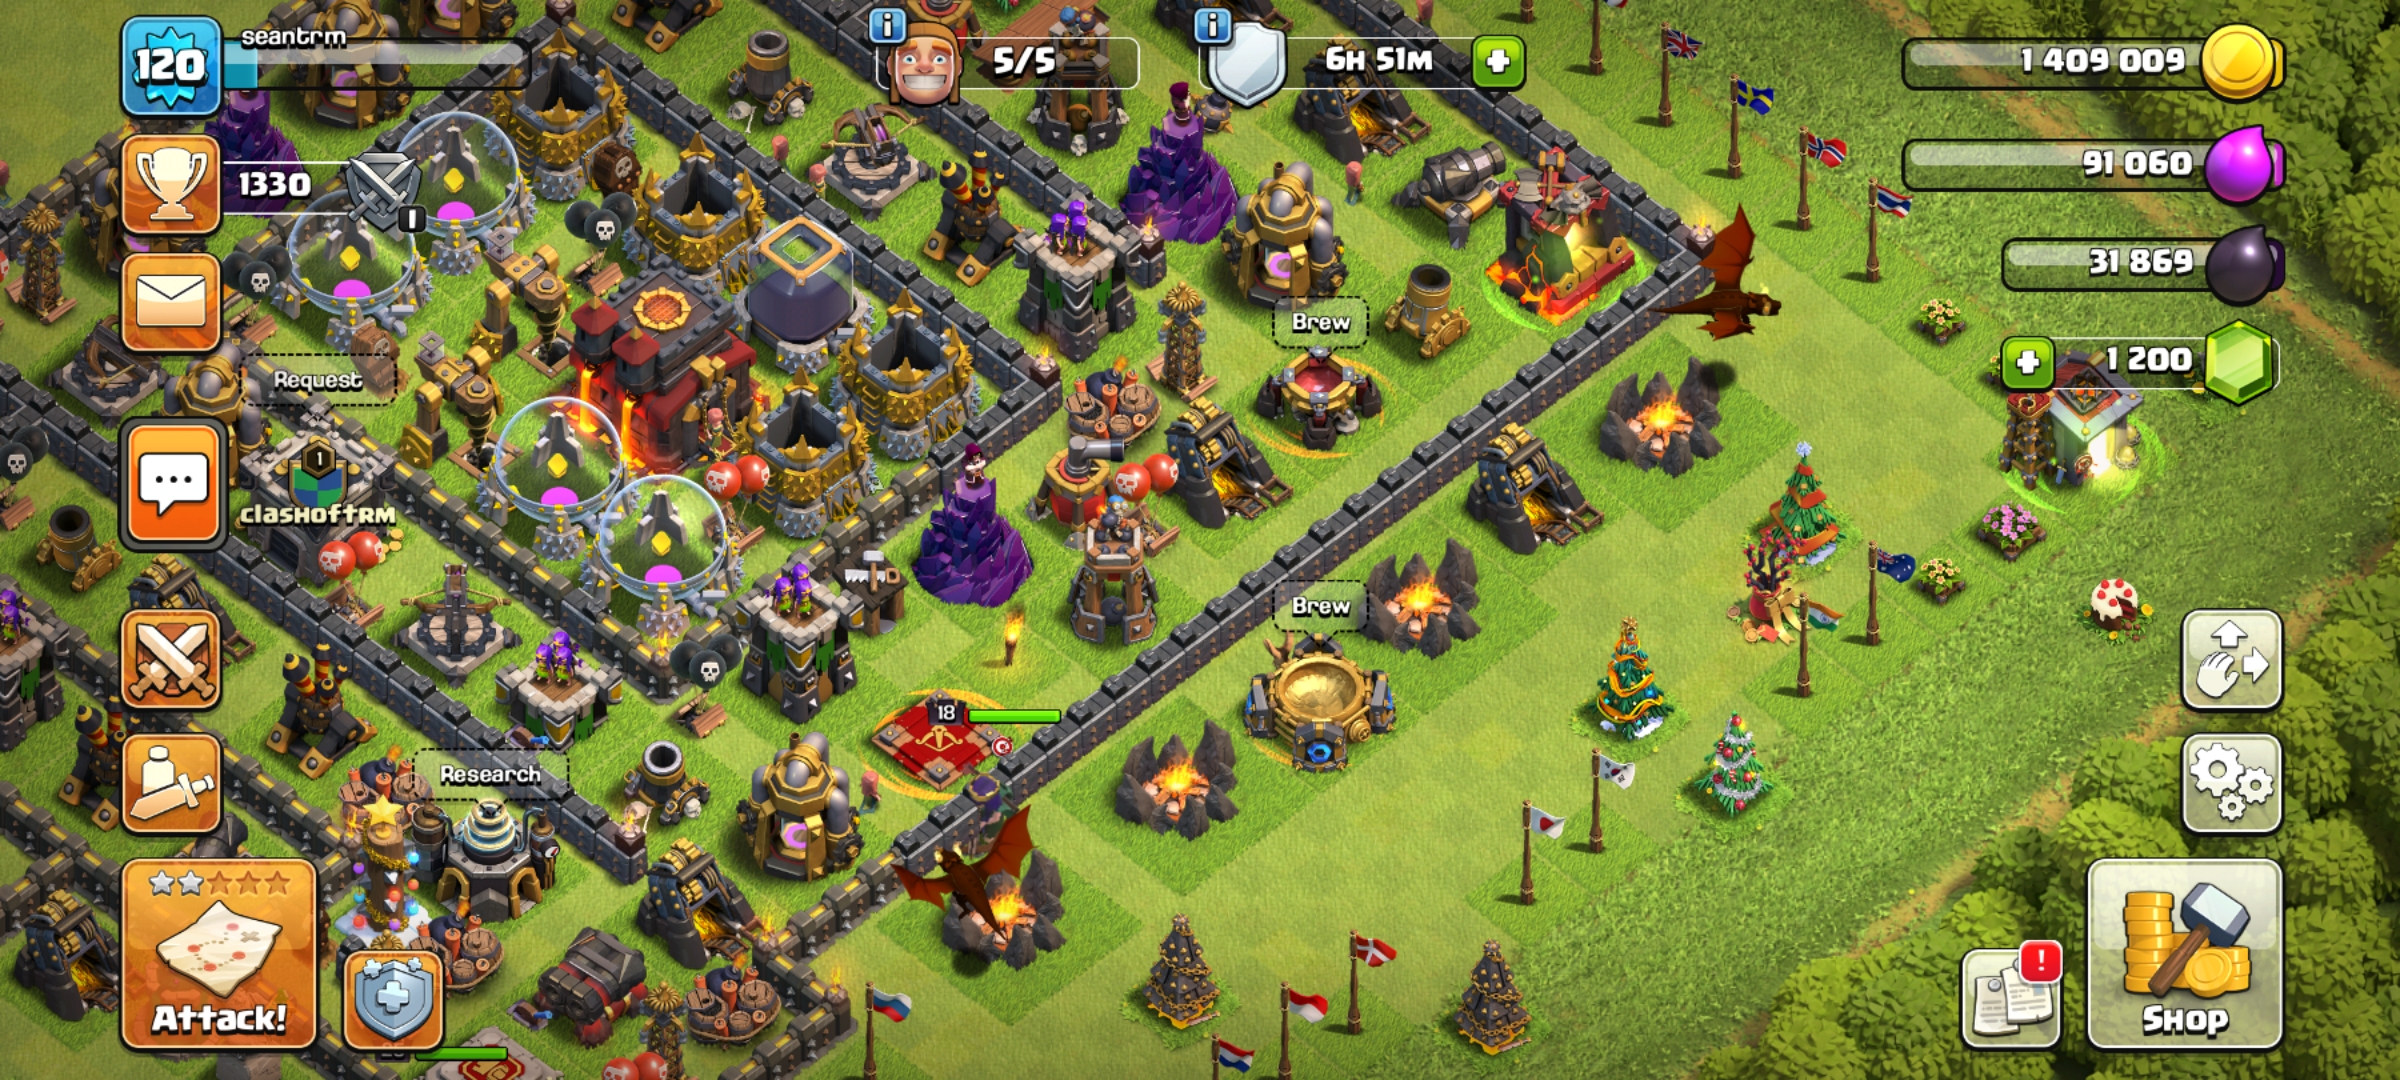 120
seantrm
5/5
6h 51m
1 409 009
1330
I
91 060
31 869
1 200
Brew
Request
1
clashoftRM
Brew
18
Research
Attack!
Shop